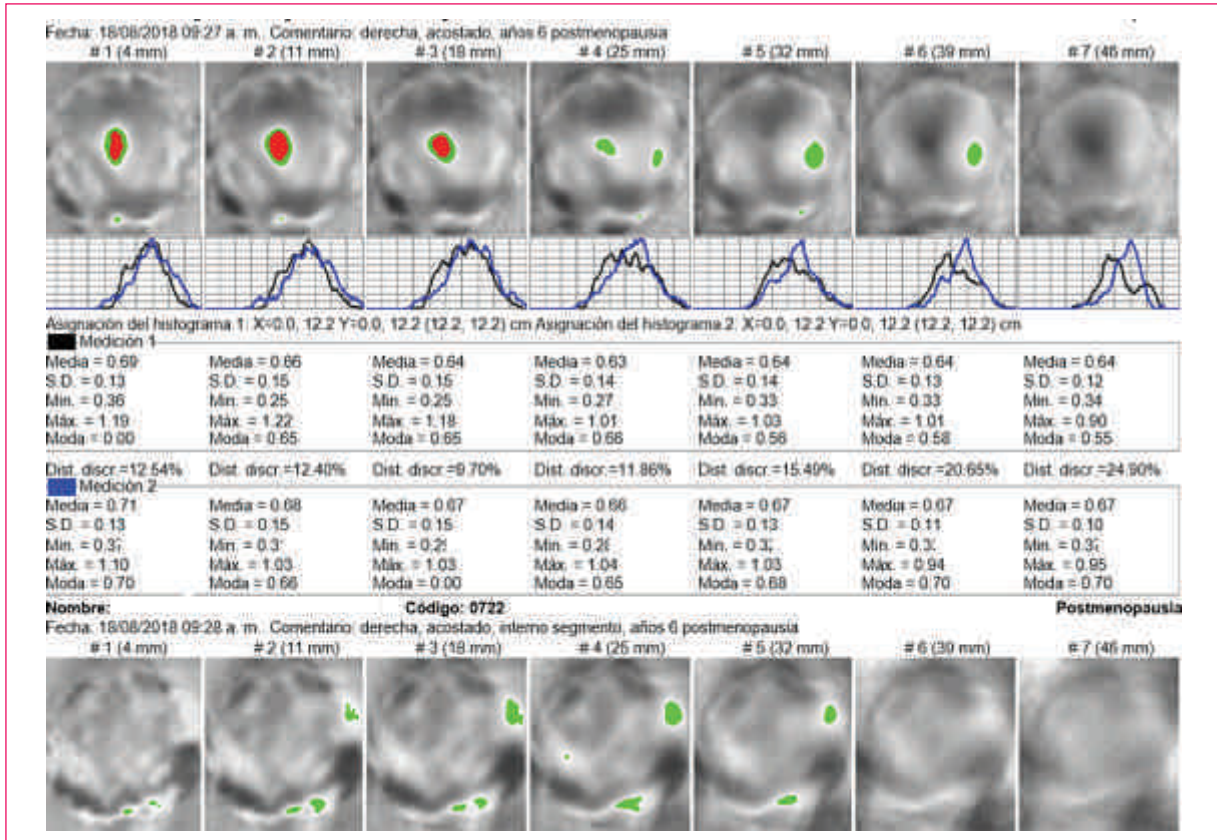 Fecha: 18/08/2018 09:27 a. m. Comentario: derecha, acostado, años 6 postmenopausia
# 1 (4 mm) # 2 (11 mm) # 3 (18 mm) # 4 (25 mm) # 5 (32 mm) # 6 (39 mm) # 7 (46 mm)
Asignación del histograma 1: X=0.0, 12.2 Y=0.0, 12.2 (12.2, 12.2) cm Asignación del histograma 2: X=0.0, 12.2 Y=0.0, 12.2 (12.2, 12.2) cm
Medición 1
Media = 0.69 Media = 0.66 Media = 0.64 Media = 0.63 Media = 0.64 Media = 0.64 Media = 0.64
S.D. = 0.13 S.D. = 0.15 S.D. = 0.15 S.D. = 0.14 S.D. = 0.14 S.D. = 0.13 S.D. = 0.12
Min. = 0.36 Min. = 0.25 Min. = 0.25 Min. = 0.27 Min. = 0.33 Min. = 0.33 Min. = 0.34
Máx. = 1.19 Máx. = 1.22 Máx. = 1.18 Máx. = 1.01 Máx. = 1.03 Máx. = 1.01 Máx. = 0.90
Moda = 0.00 Moda = 0.65 Moda = 0.65 Moda = 0.66 Moda = 0.56 Moda = 0.58 Moda = 0.55
Dist. discr.=12.54% Dist. discr.=12.40% Dist. discr.=9.70% Dist. discr.=11.86% Dist. discr.=15.49% Dist. discr.=20.65% Dist. discr.=24.90%
Medición 2
Media = 0.71 Media = 0.68 Media = 0.67 Media = 0.66 Media = 0.67 Media = 0.67 Media = 0.67
S.D. = 0.13 S.D. = 0.15 S.D. = 0.15 S.D. = 0.14 S.D. = 0.13 S.D. = 0.11 S.D. = 0.10
Min. = Min. = Min. = Min. = Min. = Min. = Min. =
Máx. = 1.10 Máx. = 1.03 Máx. = 1.03 Máx. = 1.04 Máx. = 1.03 Máx. = 0.94 Máx. = 0.95
Moda = 0.70 Moda = 0.66 Moda = 0.00 Moda = 0.65 Moda = 0.68 Moda = 0.70 Moda = 0.70
Nombre: Código: 0722 Postmenopausia
Fecha: 18/08/2018 09:28 a. m. Comentario: derecha, acostado, interno segmento, años 6 postmenopausia
# 1 (4 mm) # 2 (11 mm) # 3 (18 mm) # 4 (25 mm) # 5 (32 mm) # 6 (39 mm) # 7 (46 mm)